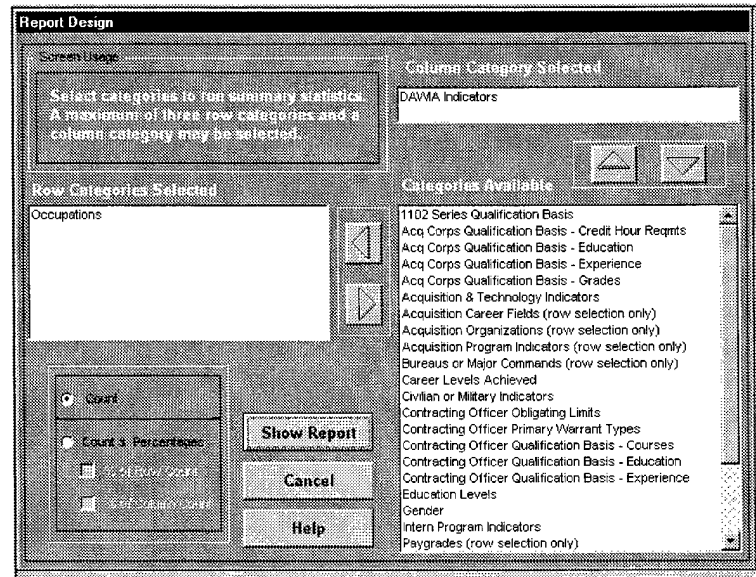 Report Design
Screen Usage
Select categories to run summary statistics.
A maximum of three row categories and a
column category may be selected.
Column Category Selected
DAWIA Indicators
Row Categories Selected
Occupations
Categories Available
1102 Series Qualification Basis
Acq Corps Qualification Basis - Credit Hour Reqmts
Acq Corps Qualification Basis - Education
Acq Corps Qualification Basis - Experience
Acq Corps Qualification Basis - Grades
Acquisition & Technology Indicators
Acquisition Career Fields (row selection only)
Acquisition Organizations (row selection only)
Acquisition Program Indicators (row selection only)
Bureaus or Major Commands (row selection only)
Career Levels Achieved
Civilian or Military Indicators
Contracting Officer Obligating Limits
Contracting Officer Primary Warrant Types
Contracting Officer Qualification Basis - Courses
Contracting Officer Qualification Basis - Education
Contracting Officer Qualification Basis - Experience
Education Levels
Gender
Intern Program Indicators
Paygrades (row selection only)
Count
Count & Percentages
Show Report
Cancel
Help